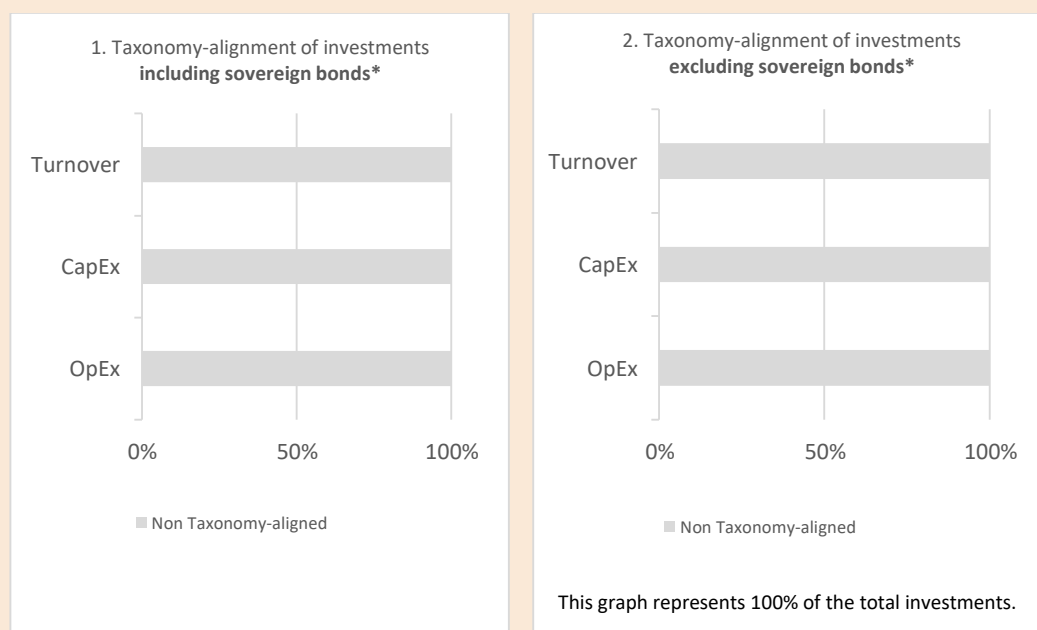 1. Taxonomy-alignment of investments
including sovereign bonds*
Turnover
CapEx
OpEx
0% 50% 100%
Non Taxonomy-aligned
2. Taxonomy-alignment of investments
excluding sovereign bonds*
Turnover
CapEx
OpEx
0% 50% 100%
Non Taxonomy-aligned
This graph represents 100% of the total investments.